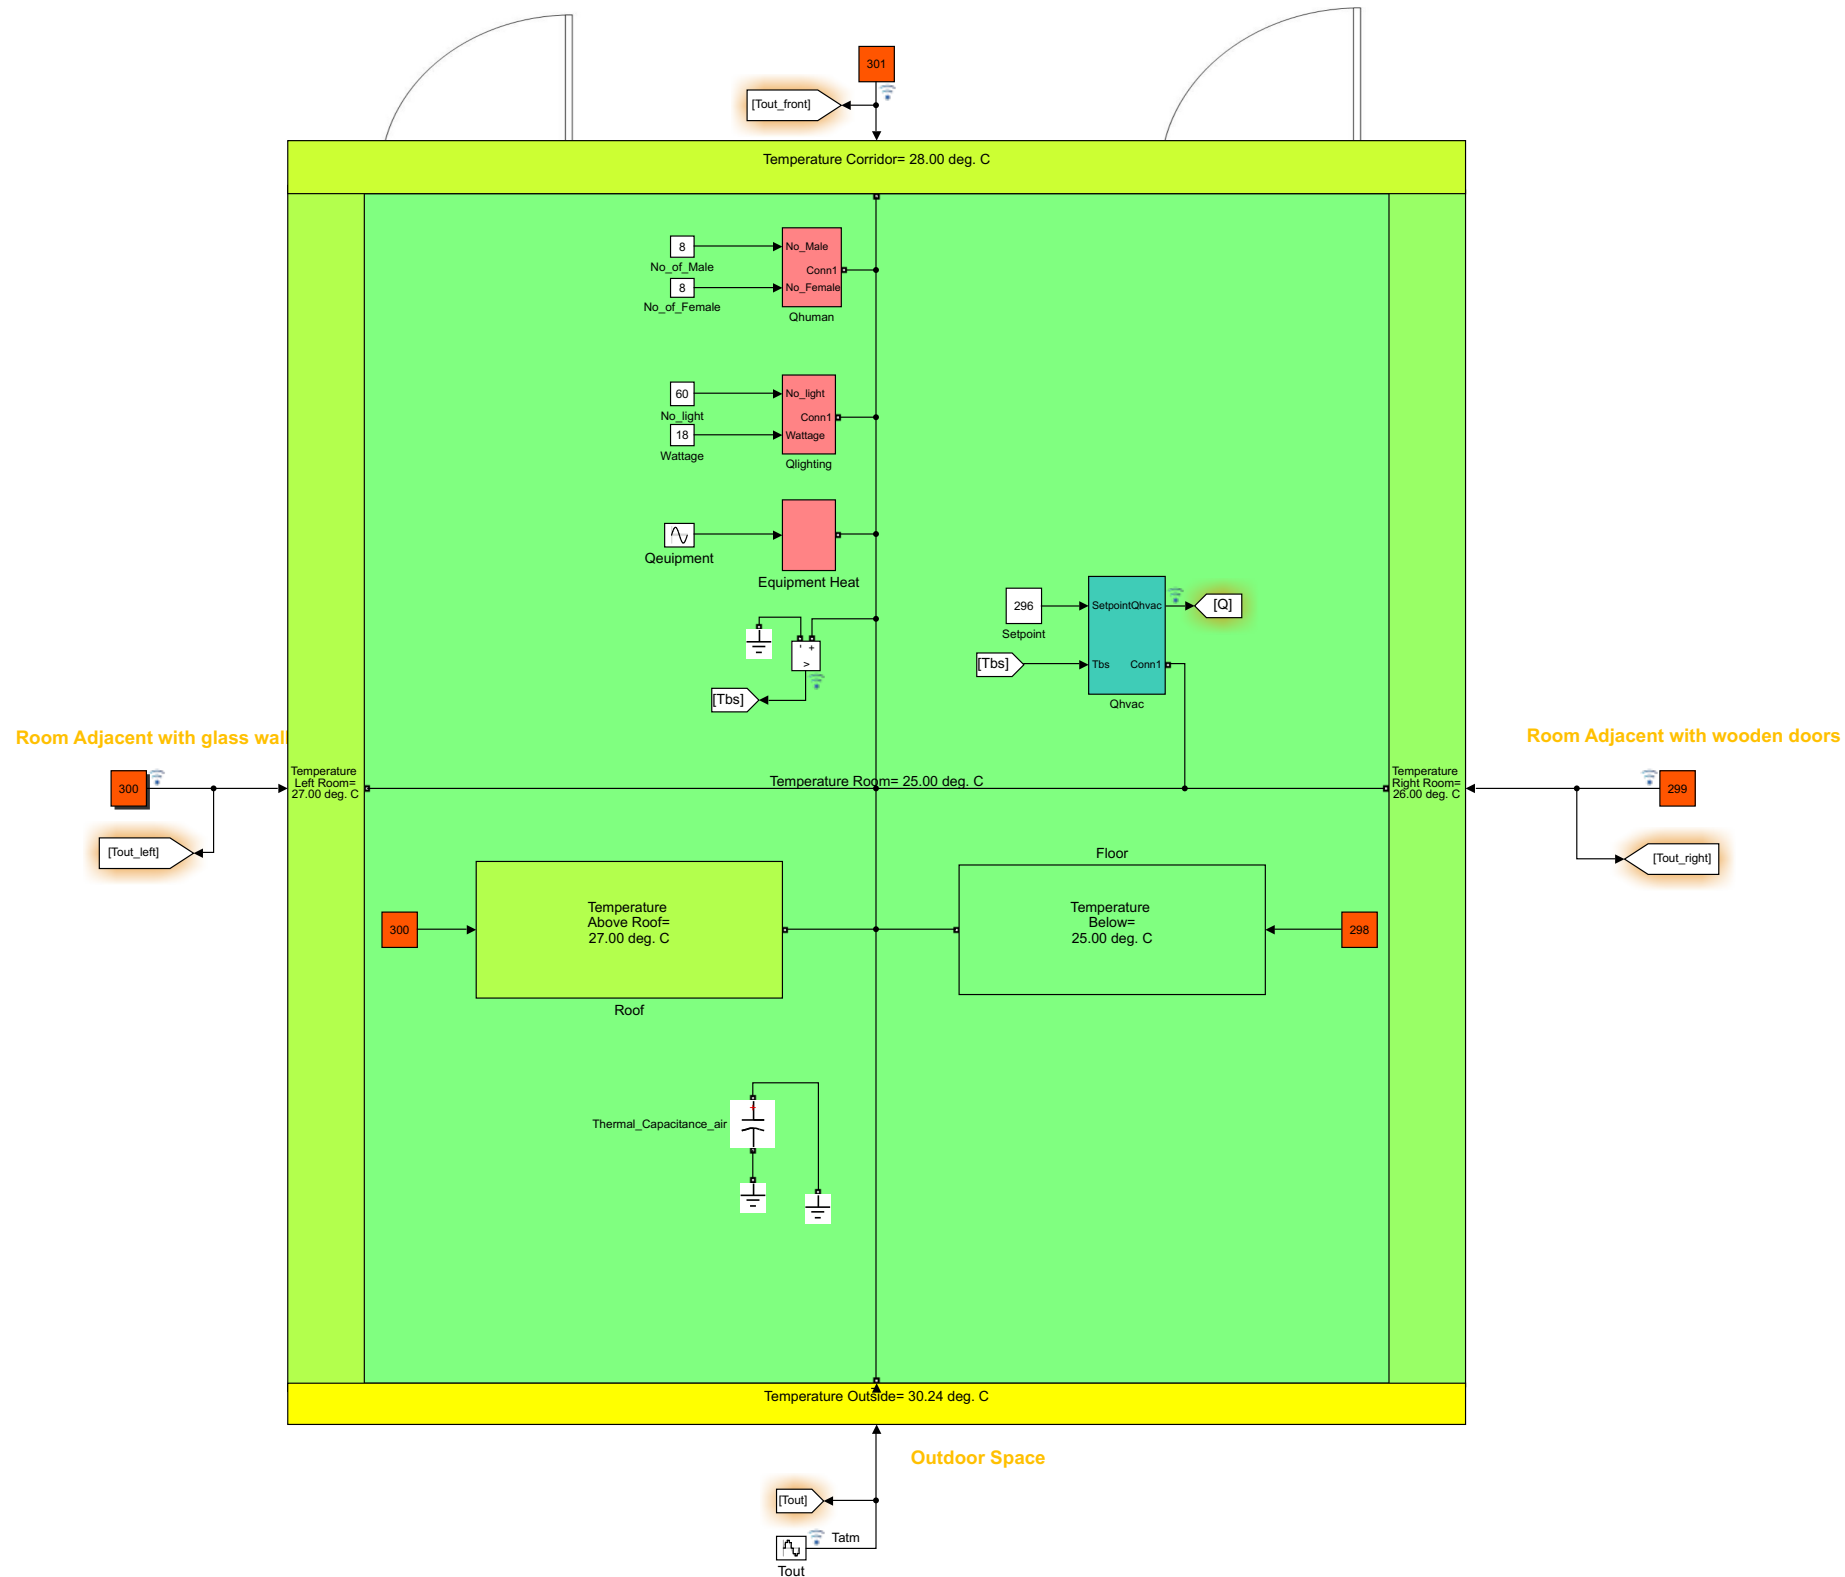 301
[Tout_front]
Temperature Corridor= 28.00 deg. C
8
No_of_Male
8
No_of_Female
No_Male
Conn1
No_Female
Qhuman
60
No_light
18
Wattage
No_light
Conn1
Wattage
Qlighting
Qeuipment
Equipment Heat
296
Setpoint
[Tbs]
SetpointQhvac
Tbs
Conn1
Qhvac
[Q]
- +
V
[Tbs]
Room Adjacent with glass wall
300
[Tout_left]
Temperature
Left Room=
27.00 deg. C
Temperature Room= 25.00 deg. C
Temperature
Right Room=
26.00 deg. C
Room Adjacent with wooden doors
299
[Tout_right]
300
Temperature
Above Roof=
27.00 deg. C
Roof
Floor
Temperature
Below=
25.00 deg. C
298
+
Thermal_Capacitance_air
Temperature Outside= 30.24 deg. C
Outdoor Space
[Tout]
Tatm
Tout